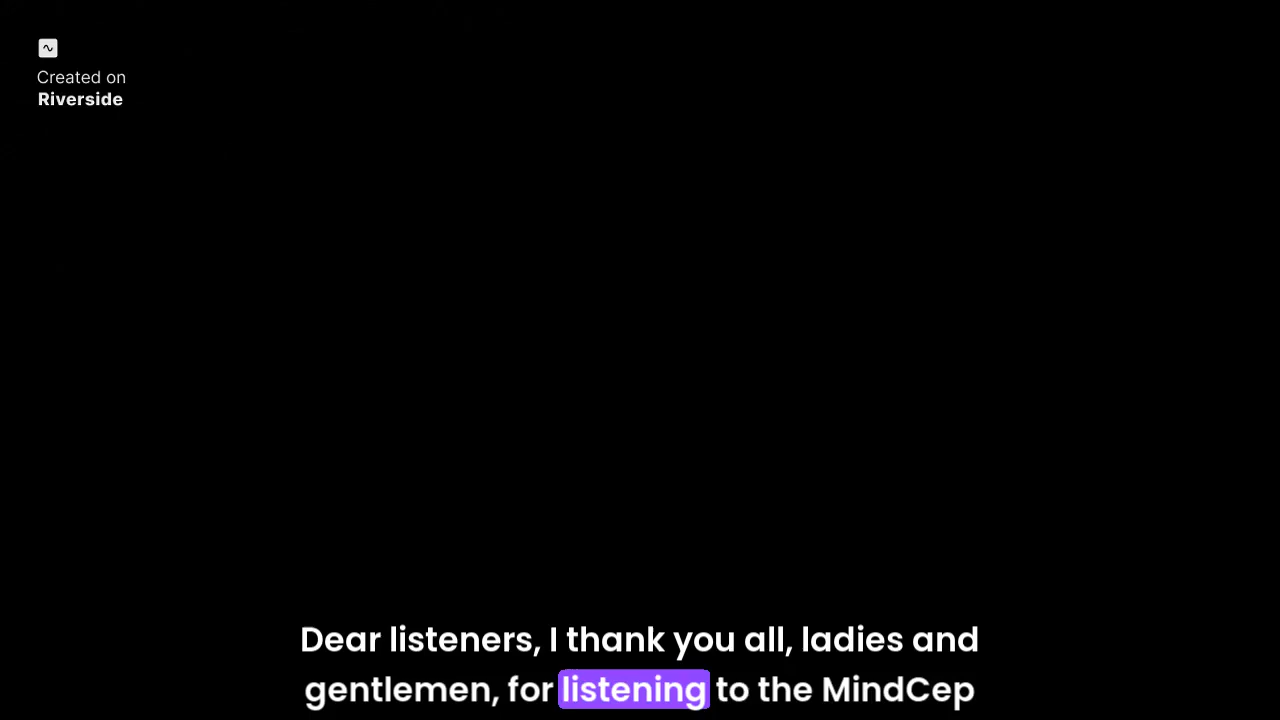 Created on
Riverside
Dear listeners, I thank you all, ladies and
gentlemen, for listening to the MindCep